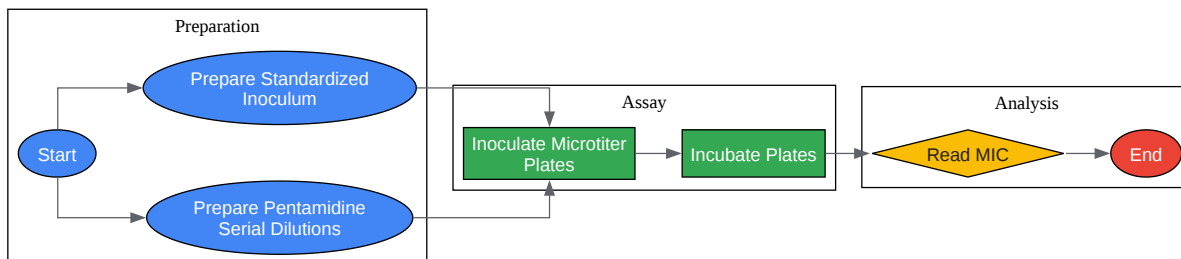 Preparation
Start
Prepare Standardized
Inoculum
Prepare Pentamidine
Serial Dilutions
Assay
Inoculate Microtiter
Plates
Incubate Plates
Analysis
Read MIC
End